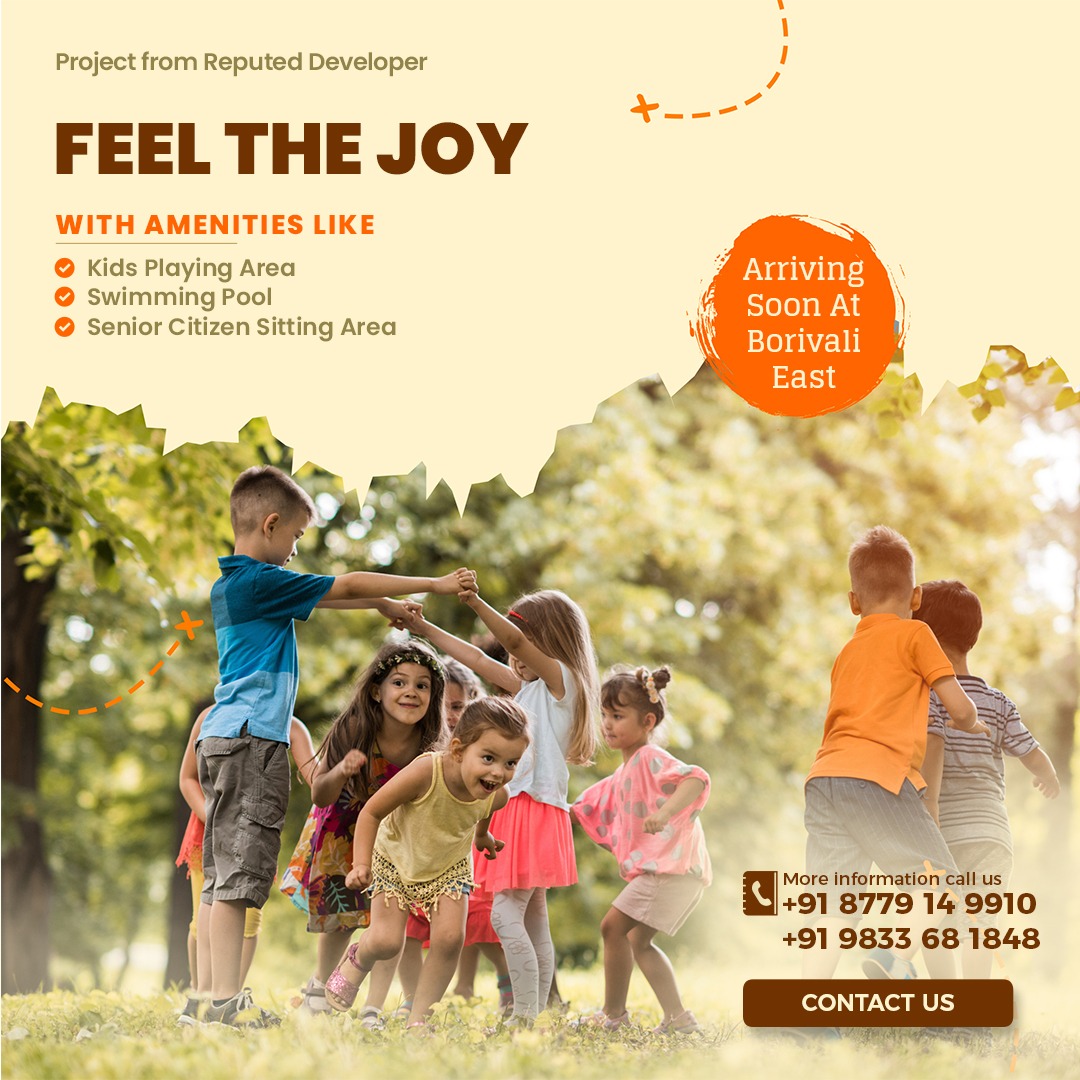 Project from Reputed Developer
FEEL THE JOY
WITH AMENITIES LIKE
Kids Playing Area
Swimming Pool
Senior Citizen Sitting Area
Arriving
Soon At
Borivali
East
More information call us
+91 8779 14 9910
+91 9833 68 1848
CONTACT US